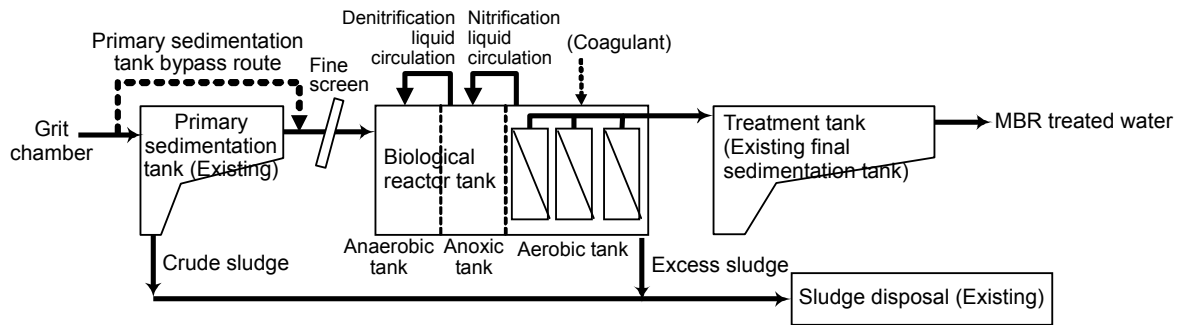 Primary sedimentation
tank bypass route
Fine
screen
Denitrification
liquid
circulation
Nitrification
liquid
circulation
(Coagulant)
Grit
chamber
Primary
sedimentation
tank (Existing)
Biological
reactor tank
Treatment tank
(Existing final
sedimentation tank)
MBR treated water
Anaerobic
tank
Anoxic
tank
Aerobic tank
Crude sludge
Excess sludge
Sludge disposal (Existing)